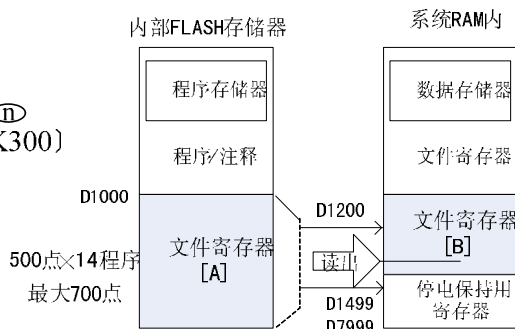 内部FLASH存储器
系统RAM内
程序存储器
数据存储器
n
K300〕
程序/注释
文件寄存器
D1000
D1200
文件寄存器
[A]
文件寄存器
[B]
500点×14程序
最大700点
读出
D1499
D7999
停电保持用
寄存器